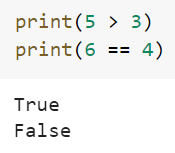 print(5 > 3)
print(6 == 4)
True
False